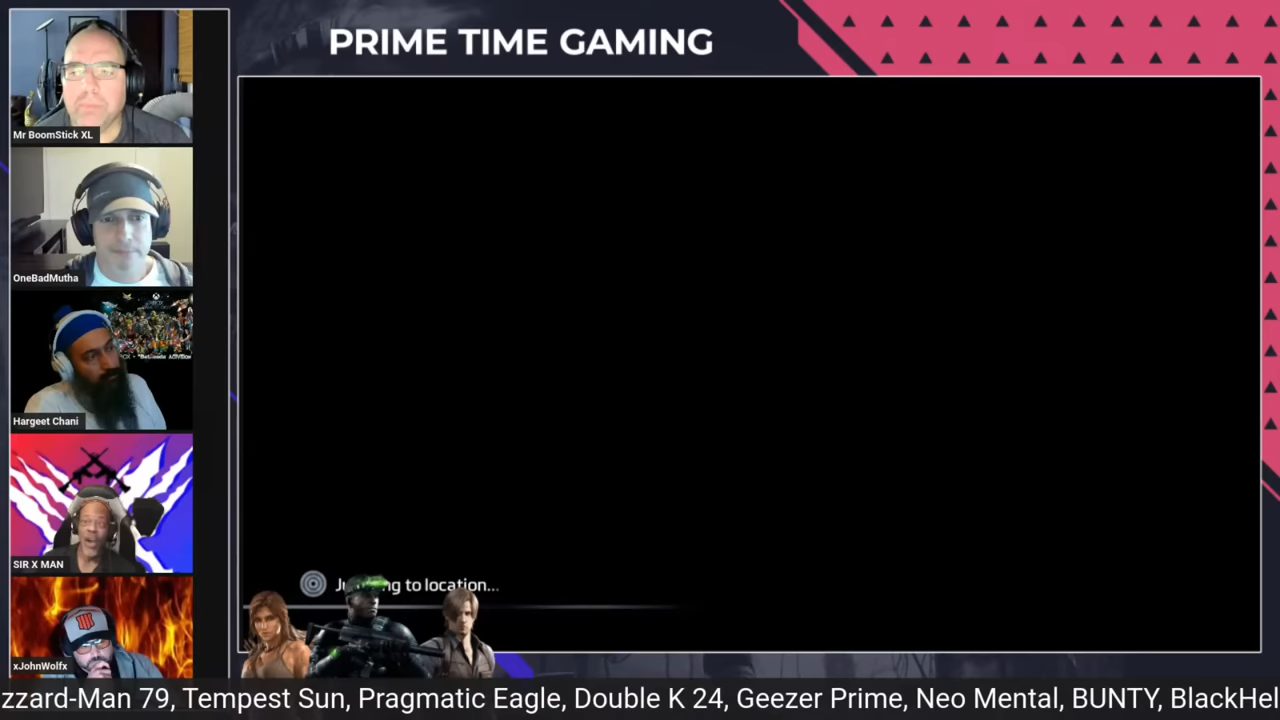 PRIME TIME GAMING
Mr BoomStick XL
OneBadMutha
XBOX
Hargeet Chani
SIR X MAN
to location...
xJohnWolfx
zzard-Man 79, Tempest Sun, Pragmatic Eagle, Double K 24, Geezer Prime, Neo Mental, BUNTY, BlackHel